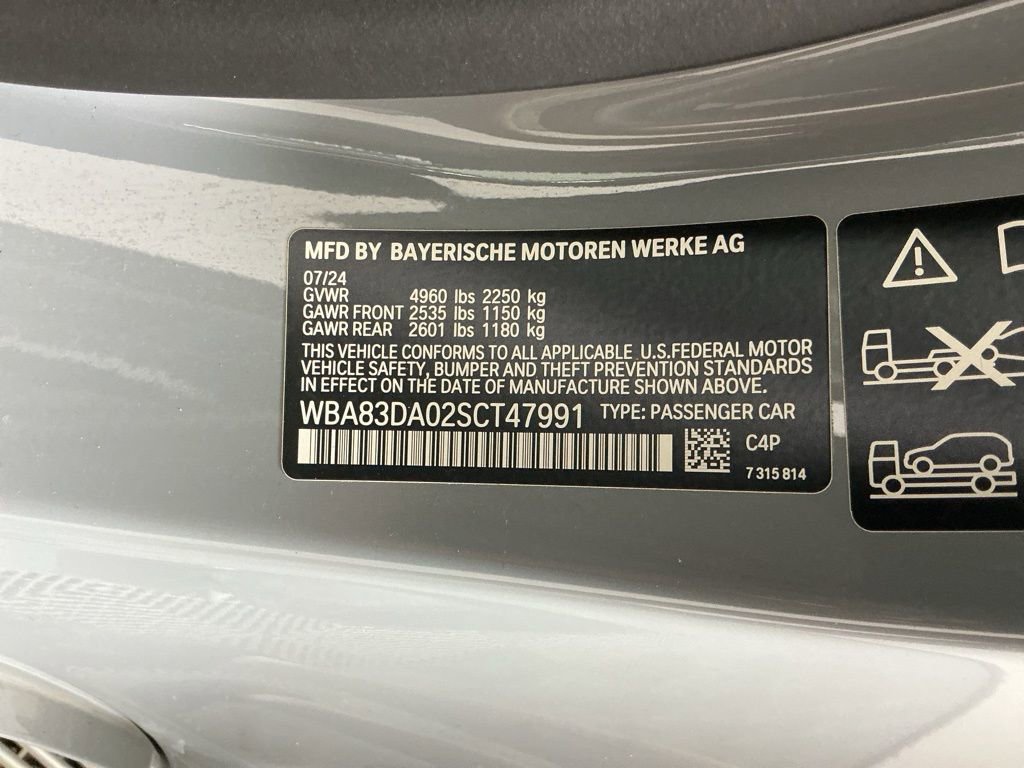 MFD BY BAYERISCHE MOTOREN WERKE AG
07/24
GVWR 4960 lbs 2250 kg
GAWR FRONT 2535 lbs 1150 kg
GAWR REAR 2601 lbs 1180 kg
THIS VEHICLE CONFORMS TO ALL APPLICABLE U.S.FEDERAL MOTOR
VEHICLE SAFETY, BUMPER AND THEFT PREVENTION STANDARDS
IN EFFECT ON THE DATE OF MANUFACTURE SHOWN ABOVE.
WBA83DA02SCT47991 TYPE: PASSENGER CAR
C4P
7 315 814